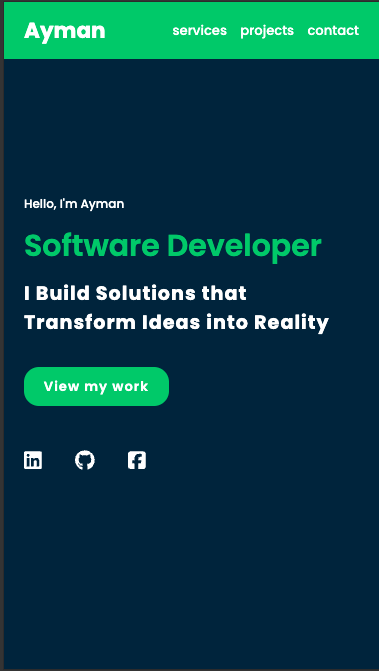 Ayman
services projects contact
Hello, I'm Ayman
Software Developer
I Build Solutions that
Transform Ideas into Reality
View my work